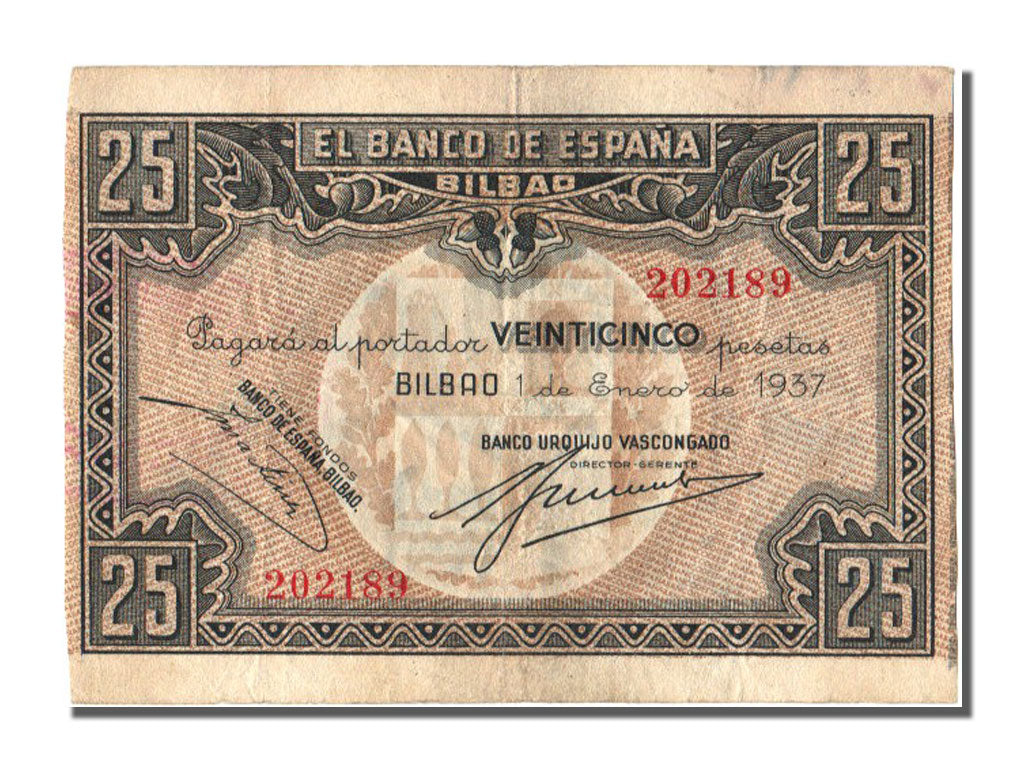 25 EL BANCO DE ESPAÑA 25
BILBAO
202189
Pagará al portador VEINTICINCO pesetas
BILBAO 1 de Enero de 1937
TIENE FONDOS
BANCO DE ESPAÑA-BILBAO.
BANCO URQUIJO VASCONGADO
DIRECTOR-GERENTE
202189
25 25